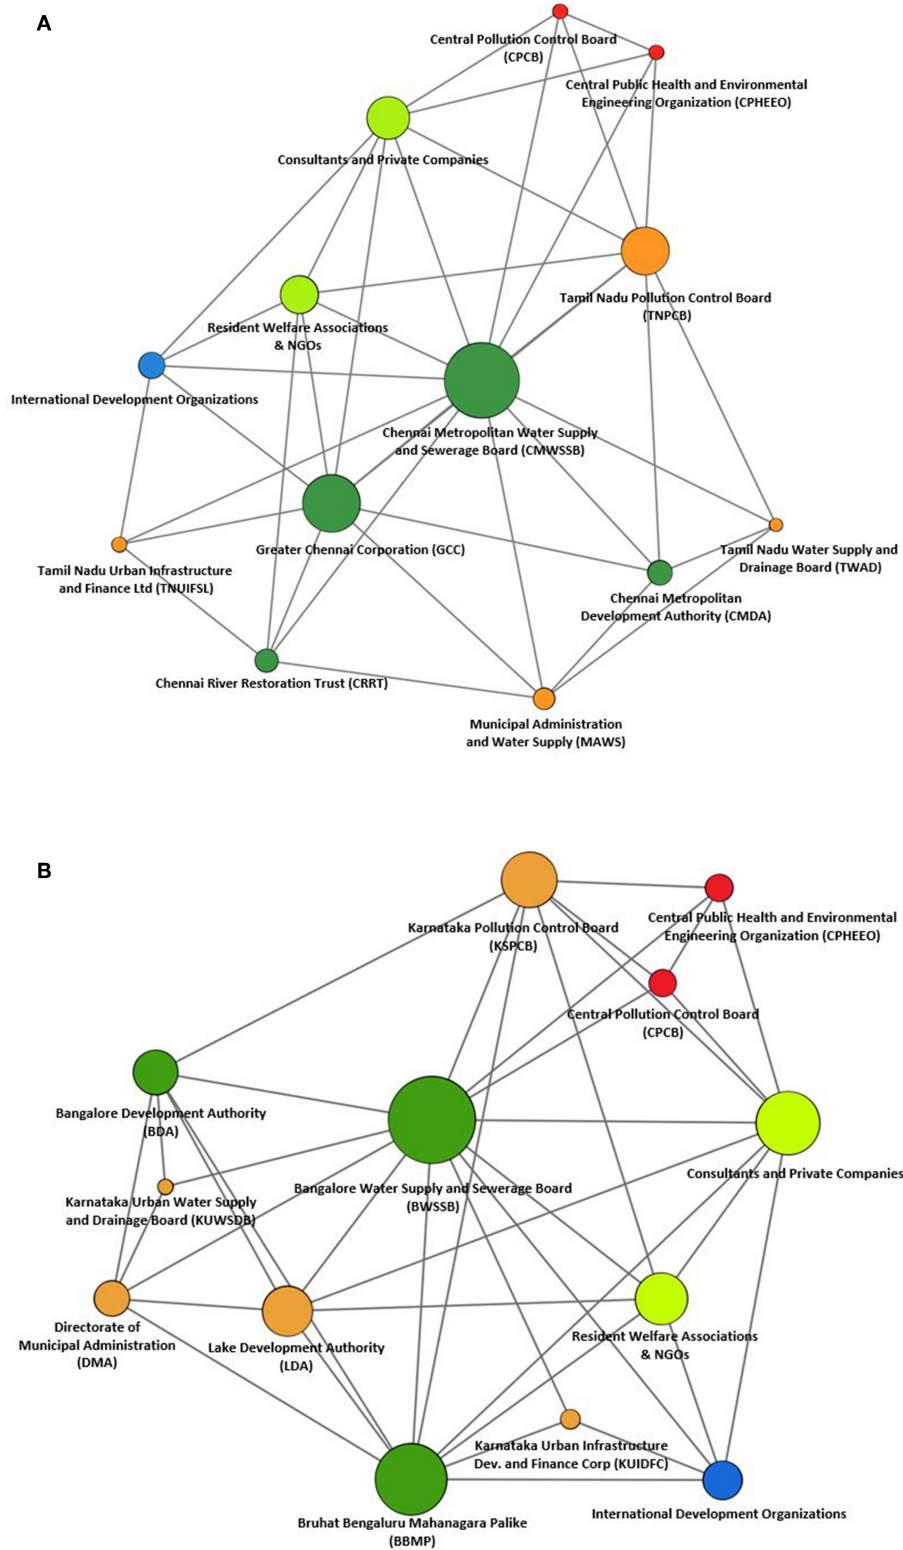 A
Central Pollution Control Board
(CPCB)
Central Public Health and Environmental
Engineering Organization (CPHEEO)
Consultants and Private Companies
Tamil Nadu Pollution Control Board
(TNPCB)
Resident Welfare Associations
& NGOs
International Development Organizations
Chennai Metropolitan Water Supply
and Sewerage Board (CMWSSB)
Greater Chennai Corporation (GCC)
Tamil Nadu Water Supply and
Drainage Board (TWAD)
Tamil Nadu Urban Infrastructure
and Finance Ltd (TNUIFSL)
Chennai Metropolitan
Development Authority (CMDA)
Chennai River Restoration Trust (CRRT)
Municipal Administration
and Water Supply (MAWS)
B
Karnataka Pollution Control Board
(KSPCB)
Central Public Health and Environmental
Engineering Organization (CPHEEO)
Central Pollution Control Board
(CPCB)
Bangalore Development Authority
(BDA)
Consultants and Private Companies
Bangalore Water Supply and Sewerage Board
(BWSSB)
Karnataka Urban Water Supply
and Drainage Board (KUWSDB)
Directorate of
Municipal Administration
(DMA)
Lake Development Authority
(LDA)
Resident Welfare Associations
& NGOs
Karnataka Urban Infrastructure
Dev. and Finance Corp (KUIDFC)
International Development Organizations
Bruhat Bengaluru Mahanagara Palike
(BBMP)